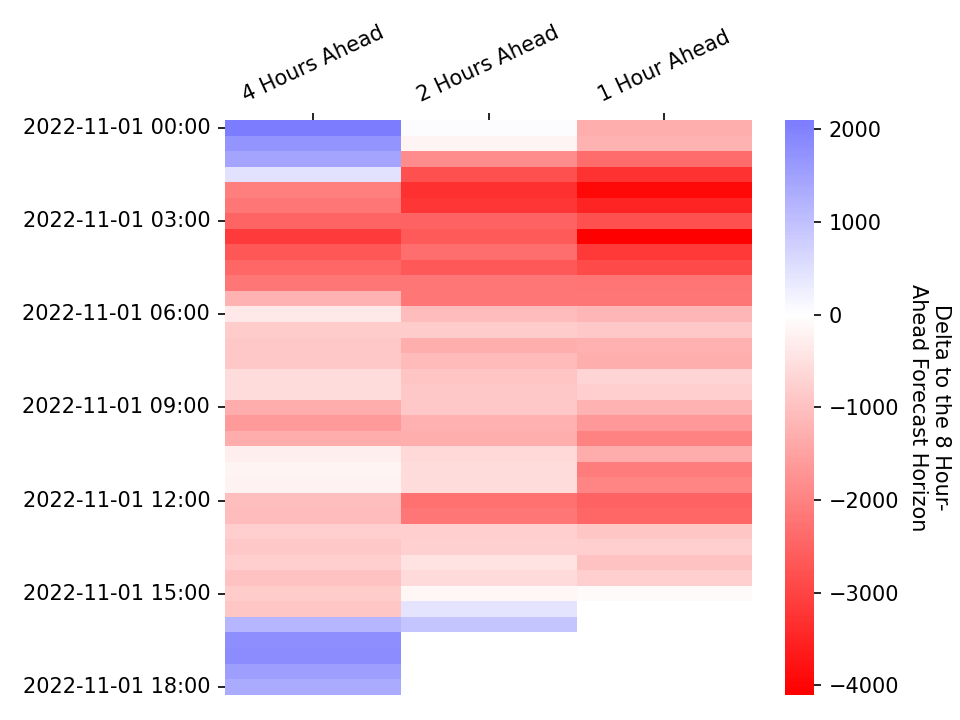 4 Hours Ahead
2 Hours Ahead
1 Hour Ahead
2022-11-01 00:00
2022-11-01 03:00
2022-11-01 06:00
2022-11-01 09:00
2022-11-01 12:00
2022-11-01 15:00
2022-11-01 18:00
2000
1000
0
−1000
−2000
−3000
−4000
Delta to the 8 Hour-
Ahead Forecast Horizon